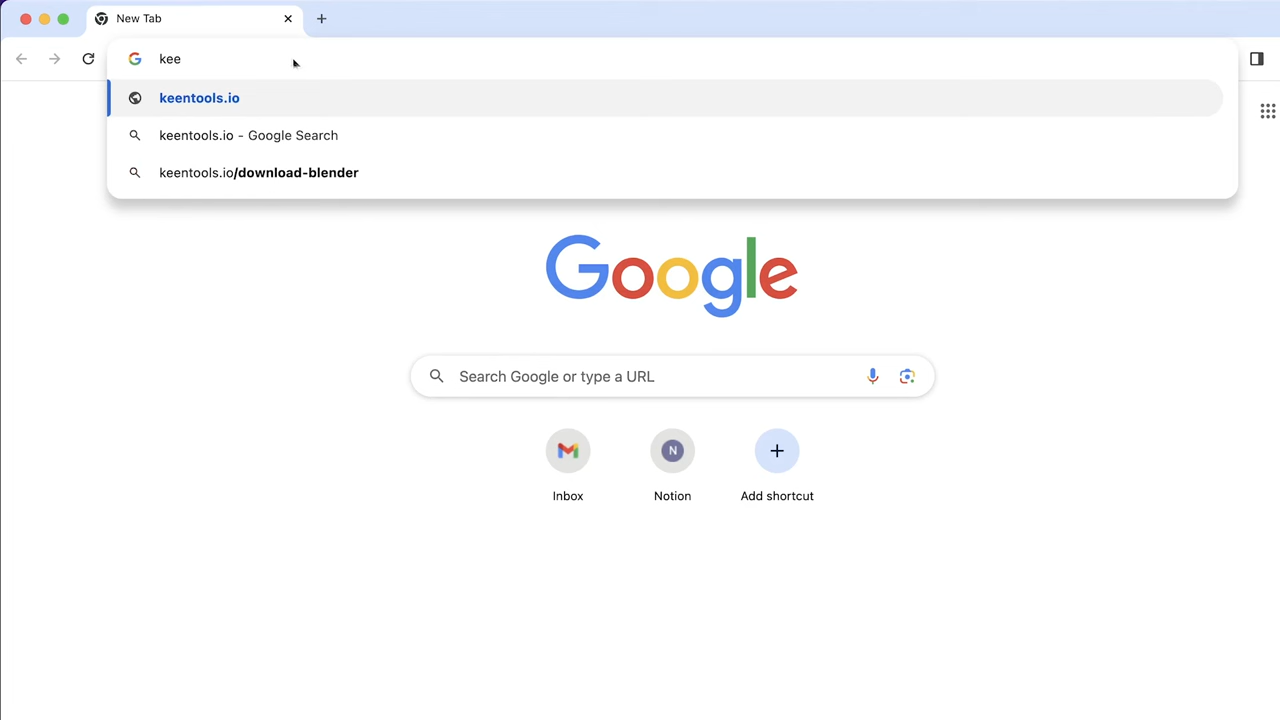 New Tab
kee
keentools.io
keentools.io - Google Search
keentools.io/download-blender
Google
Search Google or type a URL
N
Inbox
Notion
Add shortcut